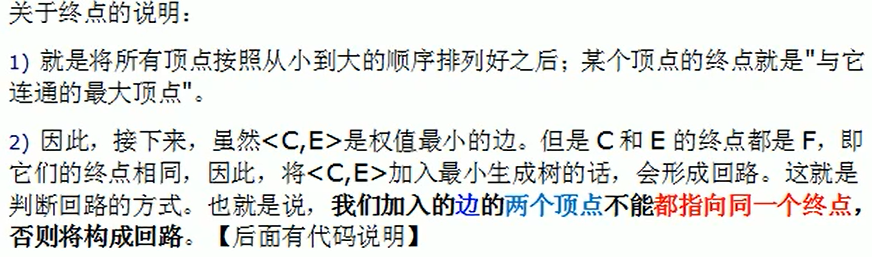 关于终点的说明：
1) 就是将所有顶点按照从小到大的顺序排列好之后；某个顶点的终点就是"与它
连通的最大顶点"。
2) 因此，接下来，虽然<C,E>是权值最小的边。但是 C 和 E 的终点都是 F，即
它们的终点相同，因此，将<C,E>加入最小生成树的话，会形成回路。这就是
判断回路的方式。也就是说，我们加入的边的两个顶点不能都指向同一个终点，
否则将构成回路。【后面有代码说明】